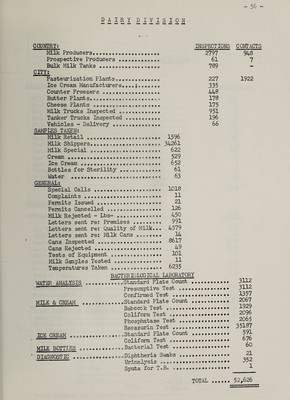 - 56 -
DAIRY DIVISION
COUNTRY: INSPECTIONS CONTACTS
Milk Producers 2797 948
Prospective Producers 61 7
Bulk Milk Tanks 789 -
CITY:
Pasteurization Plants 227 1922
Ice Cream Manufacturers 335
Counter Freezers 448
Butter Plants 178
Cheese Plants 175
Milk Trucks Inspected 951
Tanker Trucks Inspected 196
Vehicles - Delivery 66
SAMPLES TAKEN:
Milk Retail 1596
Milk Shippers 34261
Milk Special 622
Cream 529
Ice Cream 652
Bottles for Sterility 61
Water 63
GENERAL:
Special Calls 1018
Complaints 11
Permits Issued 21
Permits Cancelled 126
Milk Rejected - Lbs- 450
Letters sent re: Premises 991
Letters sent re: Quality of Milk 4579
Letters sent re: Milk Cans 14
Cans Inspected 8617
Cans Rejected 49
Tests of Equipment 101
Milk Samples Tested 11
Temperatures Taken 6235
BACTERIOLOGICAL LABORATORY
WATER ANALYSIS Standard Plate Count 3112
Presumptive Test 3112
Confirmed Test 1357
MILK & CREAM Standard Plate Count 2067
Babcock Test 1929
Coliform Test 2096
Phosphatase Test 2065
Resazurin Test 35187
ICE CREAM Standard Plate Count 591
Coliform Test 676
MILK BOTTLES Bacterial Test 60
DIAGNOSTIC Diphtheria Swabs 21
Urinalysis 352
Sputa for T.B. 1
TOTAL 52,626